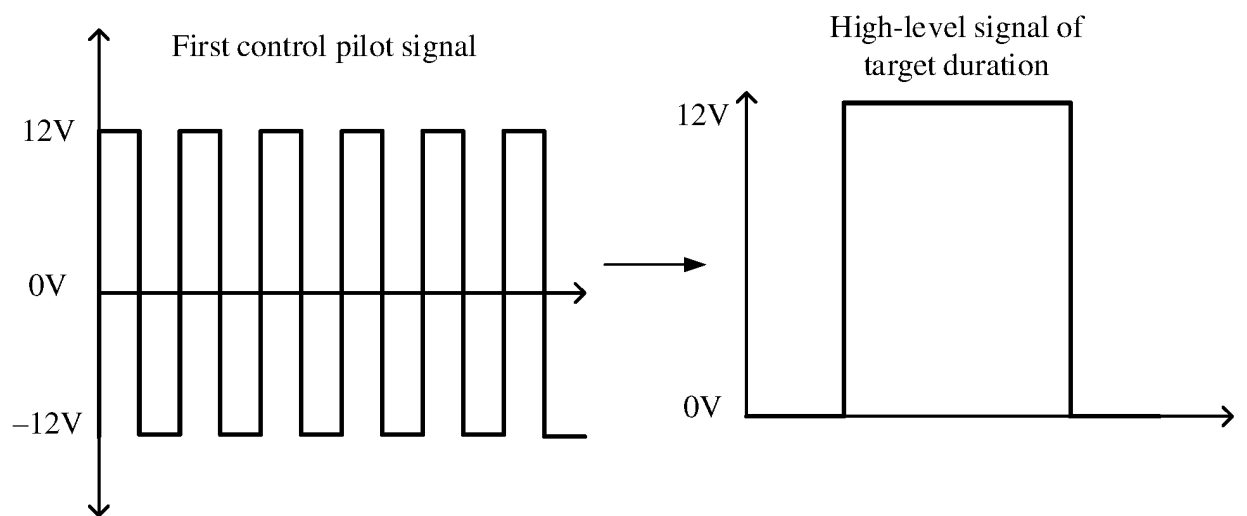 First control pilot signal
12V
0V
–12V
High-level signal of
target duration
12V
0V